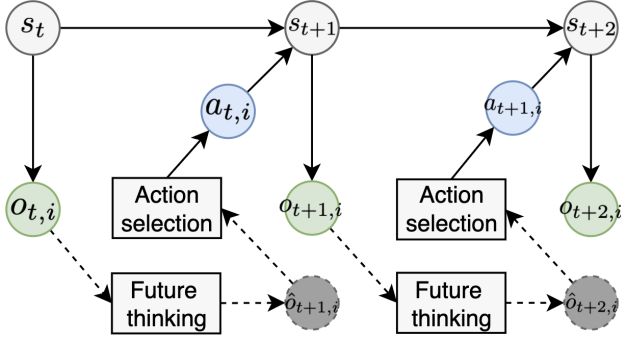 s_t
s_{t+1}
s_{t+2}
a_{t,i}
a_{t+1,i}
o_{t,i}
Action
selection
o_{t+1,i}
Action
selection
o_{t+2,i}
Future
thinking
ô_{t+1,i}
Future
thinking
ô_{t+2,i}